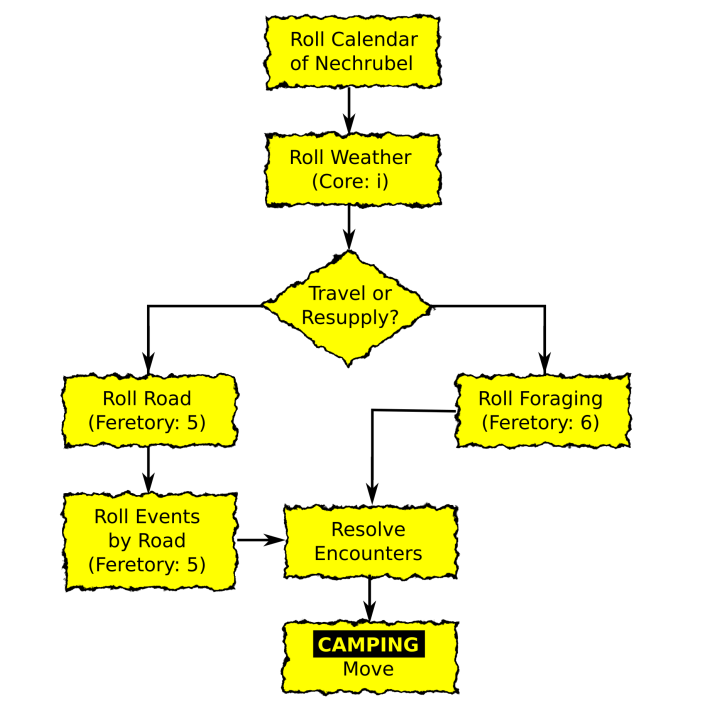 Roll Calendar
of Nechrubel
Roll Weather
(Core: i)
Travel or
Resupply?
Roll Road
(Feretory: 5)
Roll Foraging
(Feretory: 6)
Roll Events
by Road
(Feretory: 5)
Resolve
Encounters
CAMPING
Move